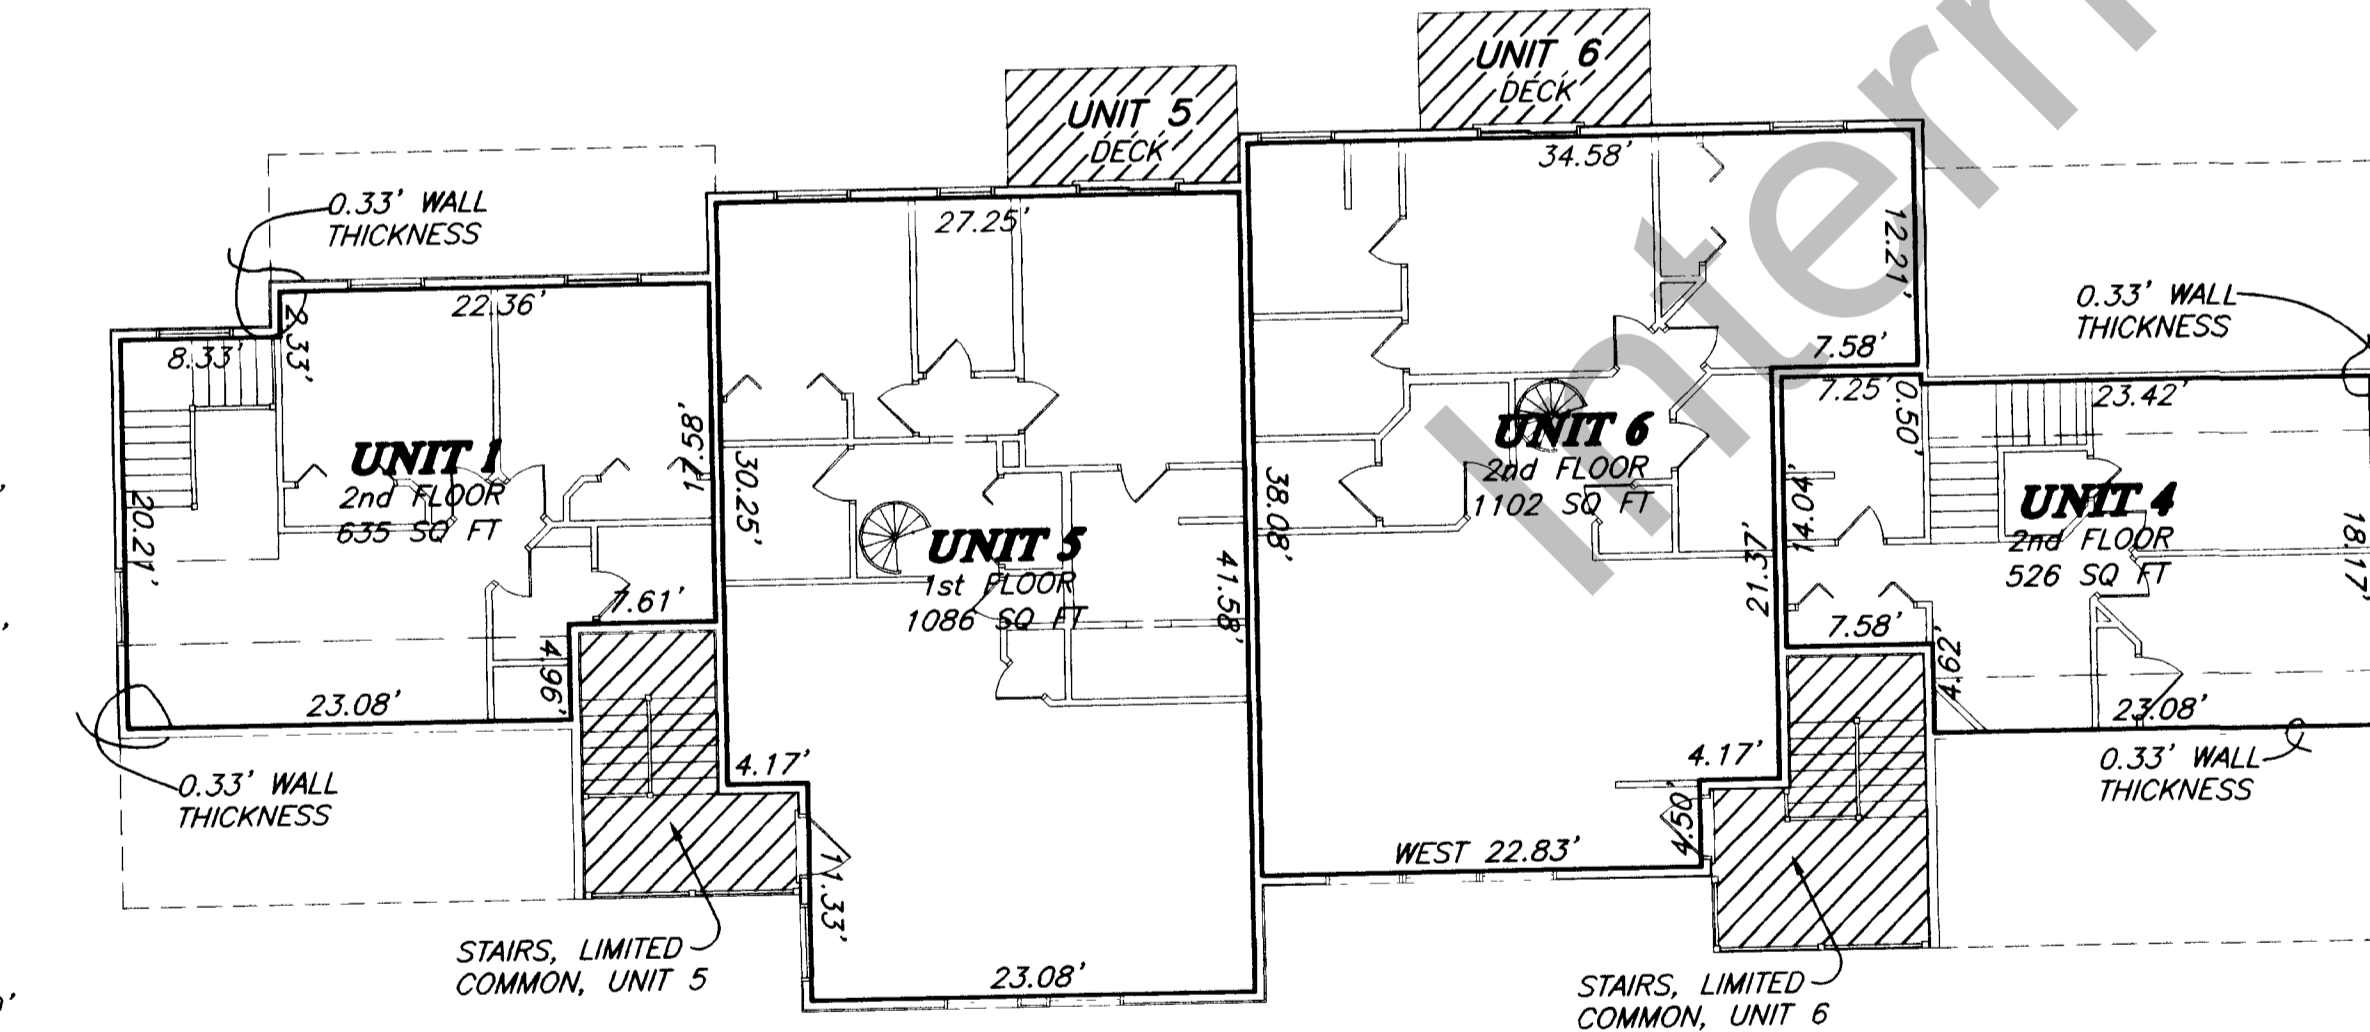 UNIT 6
DECK
UNIT 5
DECK
34.58'
0.33' WALL
THICKNESS
27.25'
12.21'
22.36'
2.33'
8.33'
0.33' WALL
THICKNESS
7.58'
7.25'
0.50'
23.42'
UNIT 1
2nd FLOOR
635 SQ FT
17.58'
30.25'
20.21'
7.61'
4.96'
23.08'
UNIT 5
1st FLOOR
1086 SQ FT
41.58'
38.08'
UNIT 6
2nd FLOOR
1102 SQ FT
21.37'
14.04'
UNIT 4
2nd FLOOR
526 SQ FT
18.17'
7.58'
4.62'
23.08'
0.33' WALL
THICKNESS
4.17'
11.33'
4.17'
4.50'
WEST 22.83'
0.33' WALL
THICKNESS
STAIRS, LIMITED
COMMON, UNIT 5
23.08'
STAIRS, LIMITED
COMMON, UNIT 6
Intern